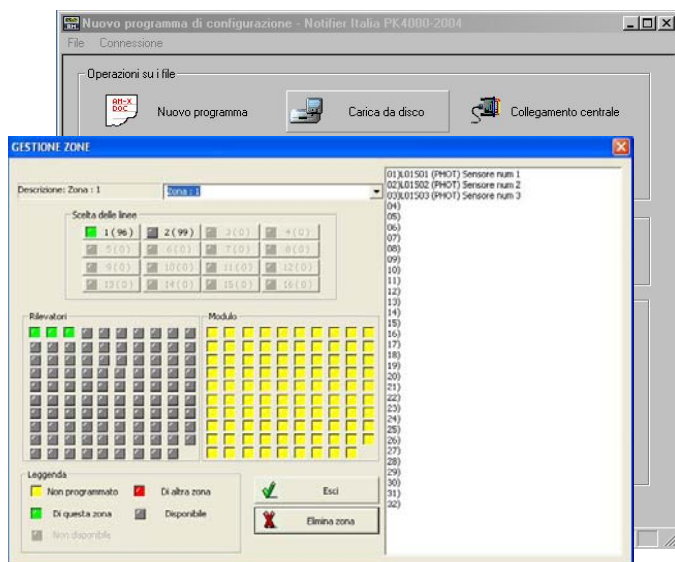 Nuovo programma di configurazione - Notifier Italia PK4000-2004
File Connessione
Operazioni su i file
AM-X DOC
Nuovo programma
Carica da disco
Collegamento centrale
GESTIONE ZONE
Descrizione: Zona : 1
Zona : 1
Scelta delle linee
1 (96) 2 (99) 3 (0) 4 (0)
5 (0) 6 (0) 7 (0) 8 (0)
9 (0) 10(0) 11(0) 12(0)
13(0) 14(0) 15(0) 16(0)
Rilevatori
Modulo
Leggenda
Non programmato
Di altra zona
Di questa zona
Disponibile
Non disponibile
Esci
Elimina zona
01)L01S01 (PHOT) Sensore num 1
02)L01S02 (PHOT) Sensore num 2
03)L01S03 (PHOT) Sensore num 3
04)
05)
06)
07)
08)
09)
10)
11)
12)
13)
14)
15)
16)
17)
18)
19)
20)
21)
22)
23)
24)
25)
26)
27)
28)
29)
30)
31)
32)